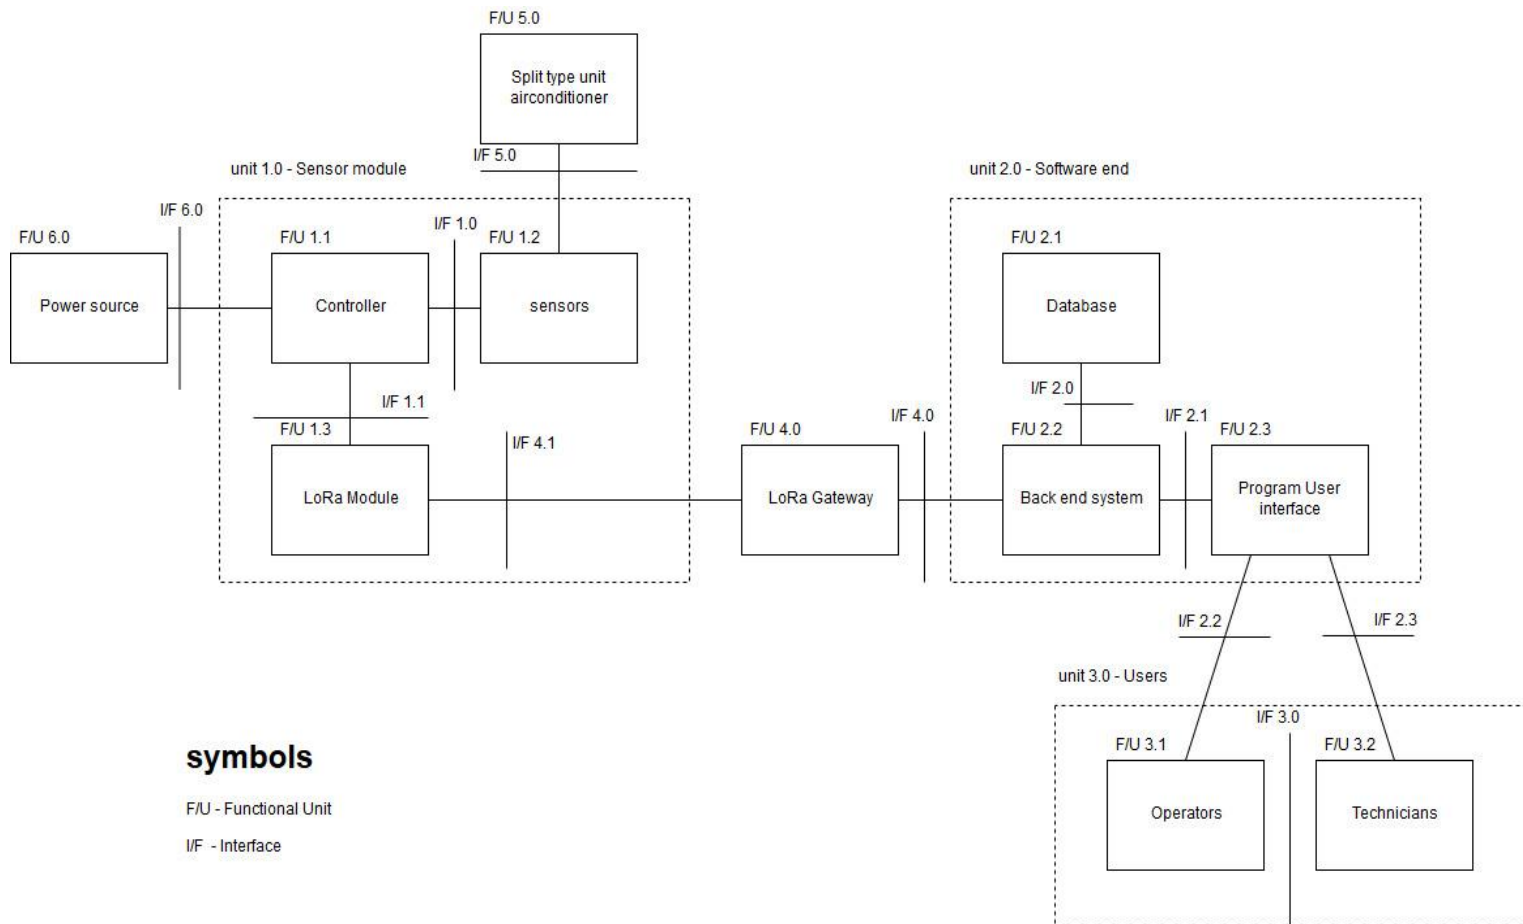 F/U 5.0
Split type unit
airconditioner
I/F 5.0
unit 1.0 - Sensor module
unit 2.0 - Software end
I/F 6.0
I/F 1.0
F/U 6.0
F/U 1.1
F/U 1.2
F/U 2.1
Power source
Controller
sensors
Database
I/F 2.0
I/F 1.1
I/F 4.0
I/F 2.1
F/U 1.3
I/F 4.1
F/U 4.0
F/U 2.2
F/U 2.3
LoRa Module
LoRa Gateway
Back end system
Program User
interface
I/F 2.2
I/F 2.3
unit 3.0 - Users
I/F 3.0
F/U 3.1
F/U 3.2
Operators
Technicians
symbols
F/U - Functional Unit
I/F - Interface